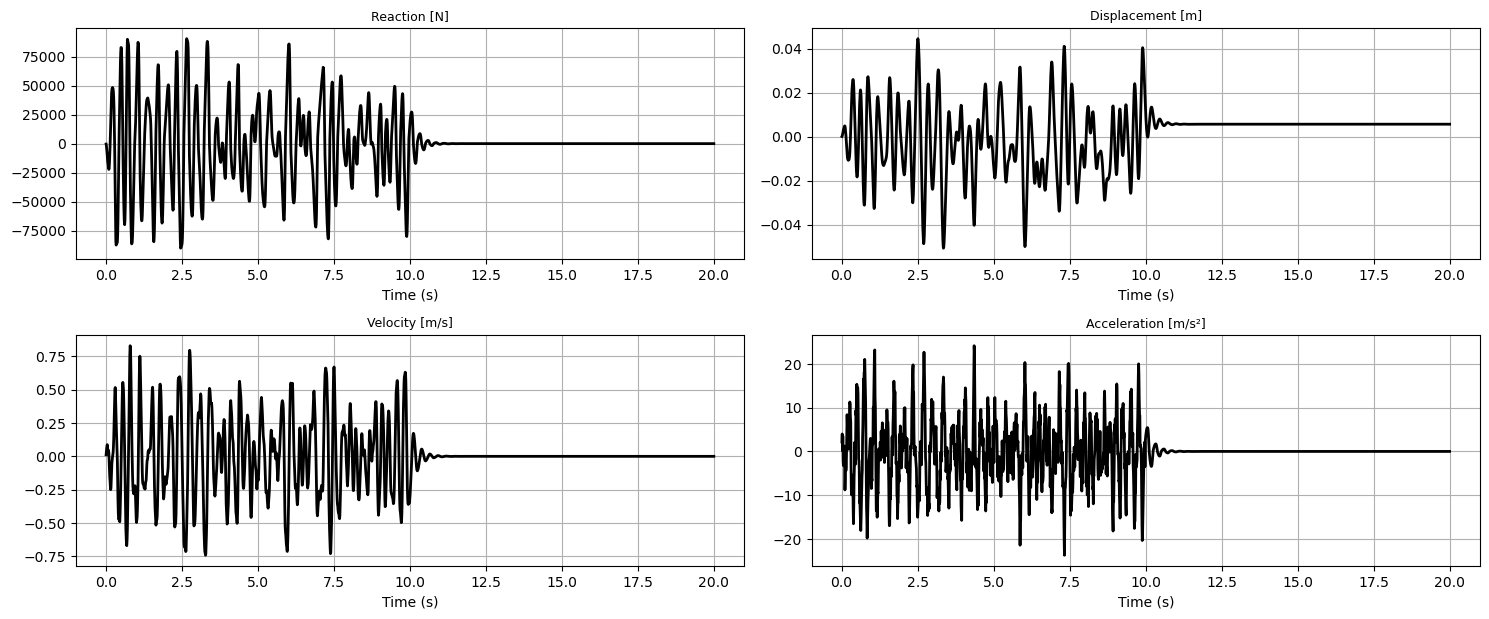 Reaction [N]
75000
50000
25000
0
−25000
−50000
−75000
0.0 2.5 5.0 7.5 10.0 12.5 15.0 17.5 20.0
Time (s)
Displacement [m]
0.04
0.02
0.00
−0.02
−0.04
0.0 2.5 5.0 7.5 10.0 12.5 15.0 17.5 20.0
Time (s)
Velocity [m/s]
0.75
0.50
0.25
0.00
−0.25
−0.50
−0.75
0.0 2.5 5.0 7.5 10.0 12.5 15.0 17.5 20.0
Time (s)
Acceleration [m/s²]
20
10
0
−10
−20
0.0 2.5 5.0 7.5 10.0 12.5 15.0 17.5 20.0
Time (s)